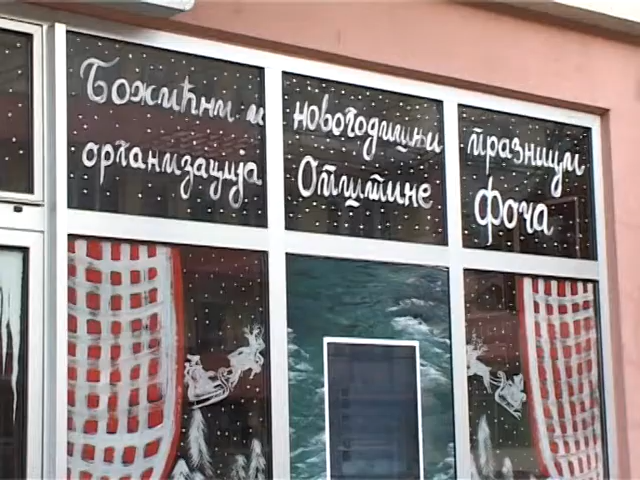 Божићни и новогодишњи празници
организација Општине Фоча